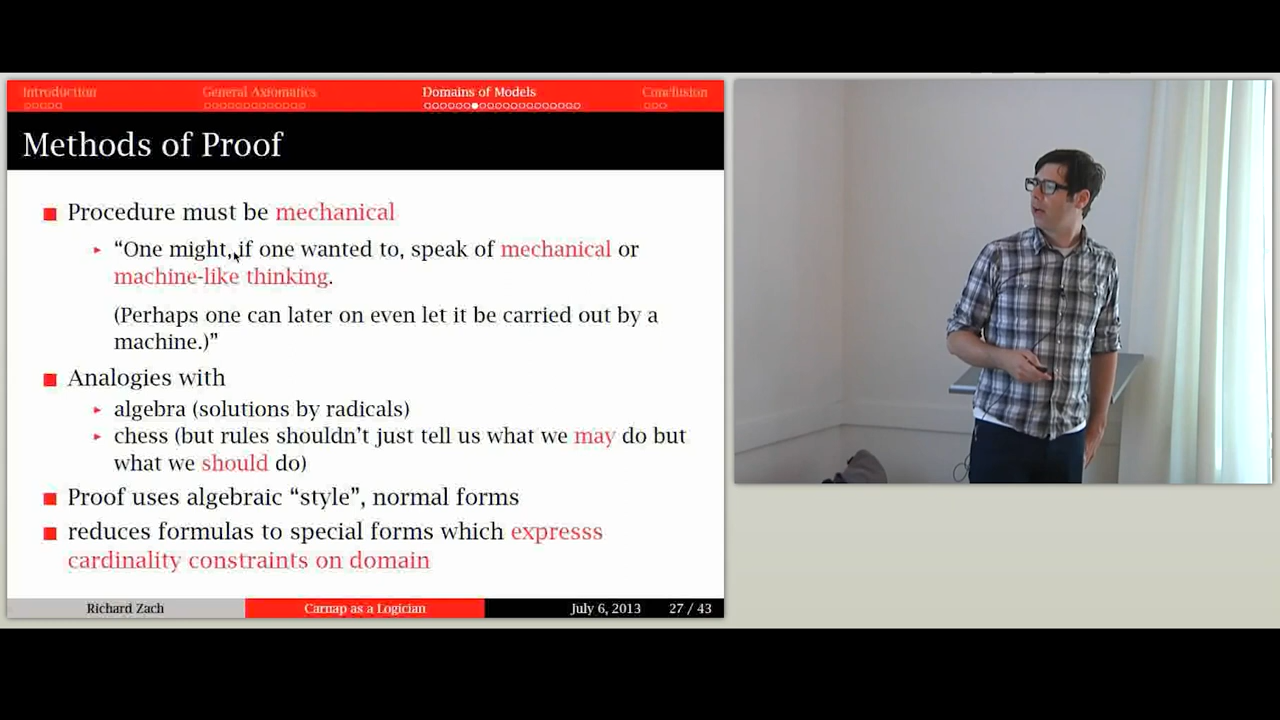 Introduction General Axiomatics Domains of Models Conclusion
Methods of Proof
Procedure must be mechanical
“One might, if one wanted to, speak of mechanical or
machine-like thinking.
(Perhaps one can later on even let it be carried out by a
machine.)”
Analogies with
algebra (solutions by radicals)
chess (but rules shouldn’t just tell us what we may do but
what we should do)
Proof uses algebraic “style”, normal forms
reduces formulas to special forms which expresss
cardinality constraints on domain
Richard Zach Carnap as a Logician July 6, 2013 27 / 43